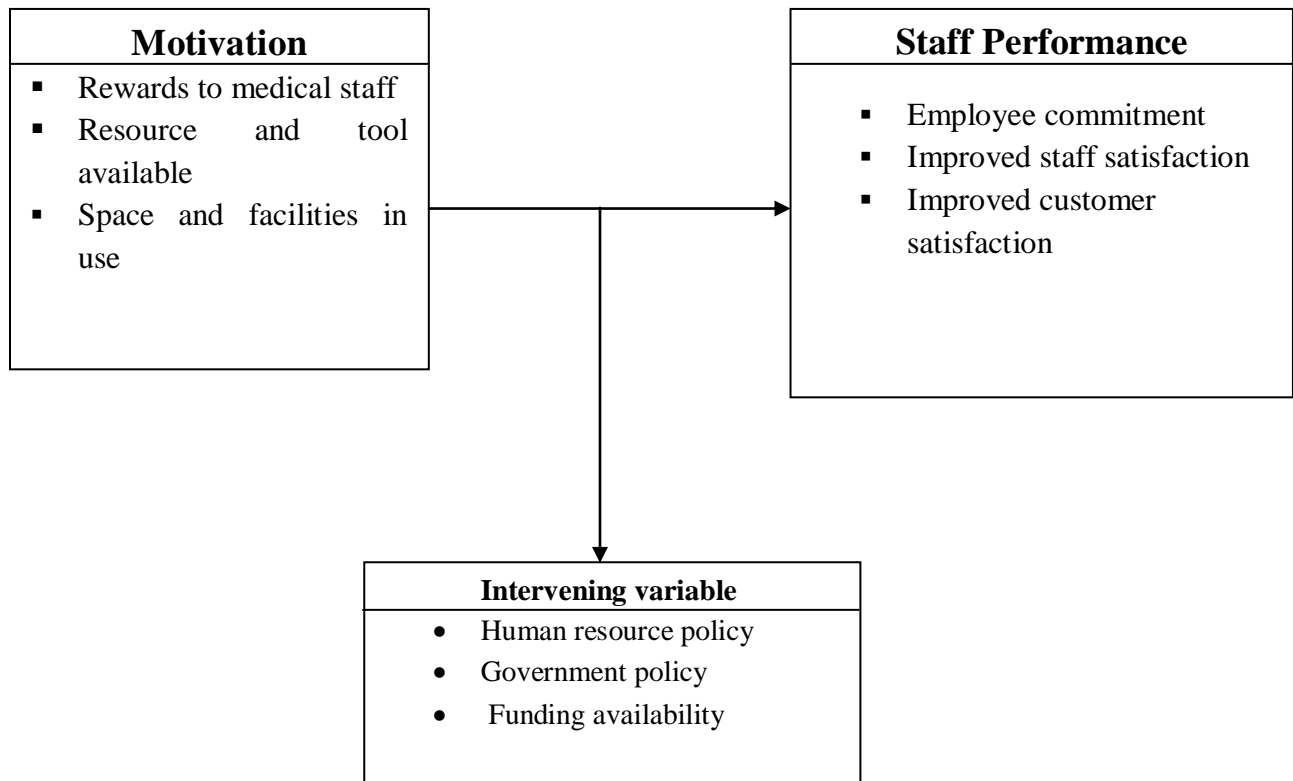 Motivation
▪ Rewards to medical staff
▪ Resource and tool
available
▪ Space and facilities in
use
Staff Performance
▪ Employee commitment
▪ Improved staff satisfaction
▪ Improved customer
satisfaction
Intervening variable
• Human resource policy
• Government policy
• Funding availability